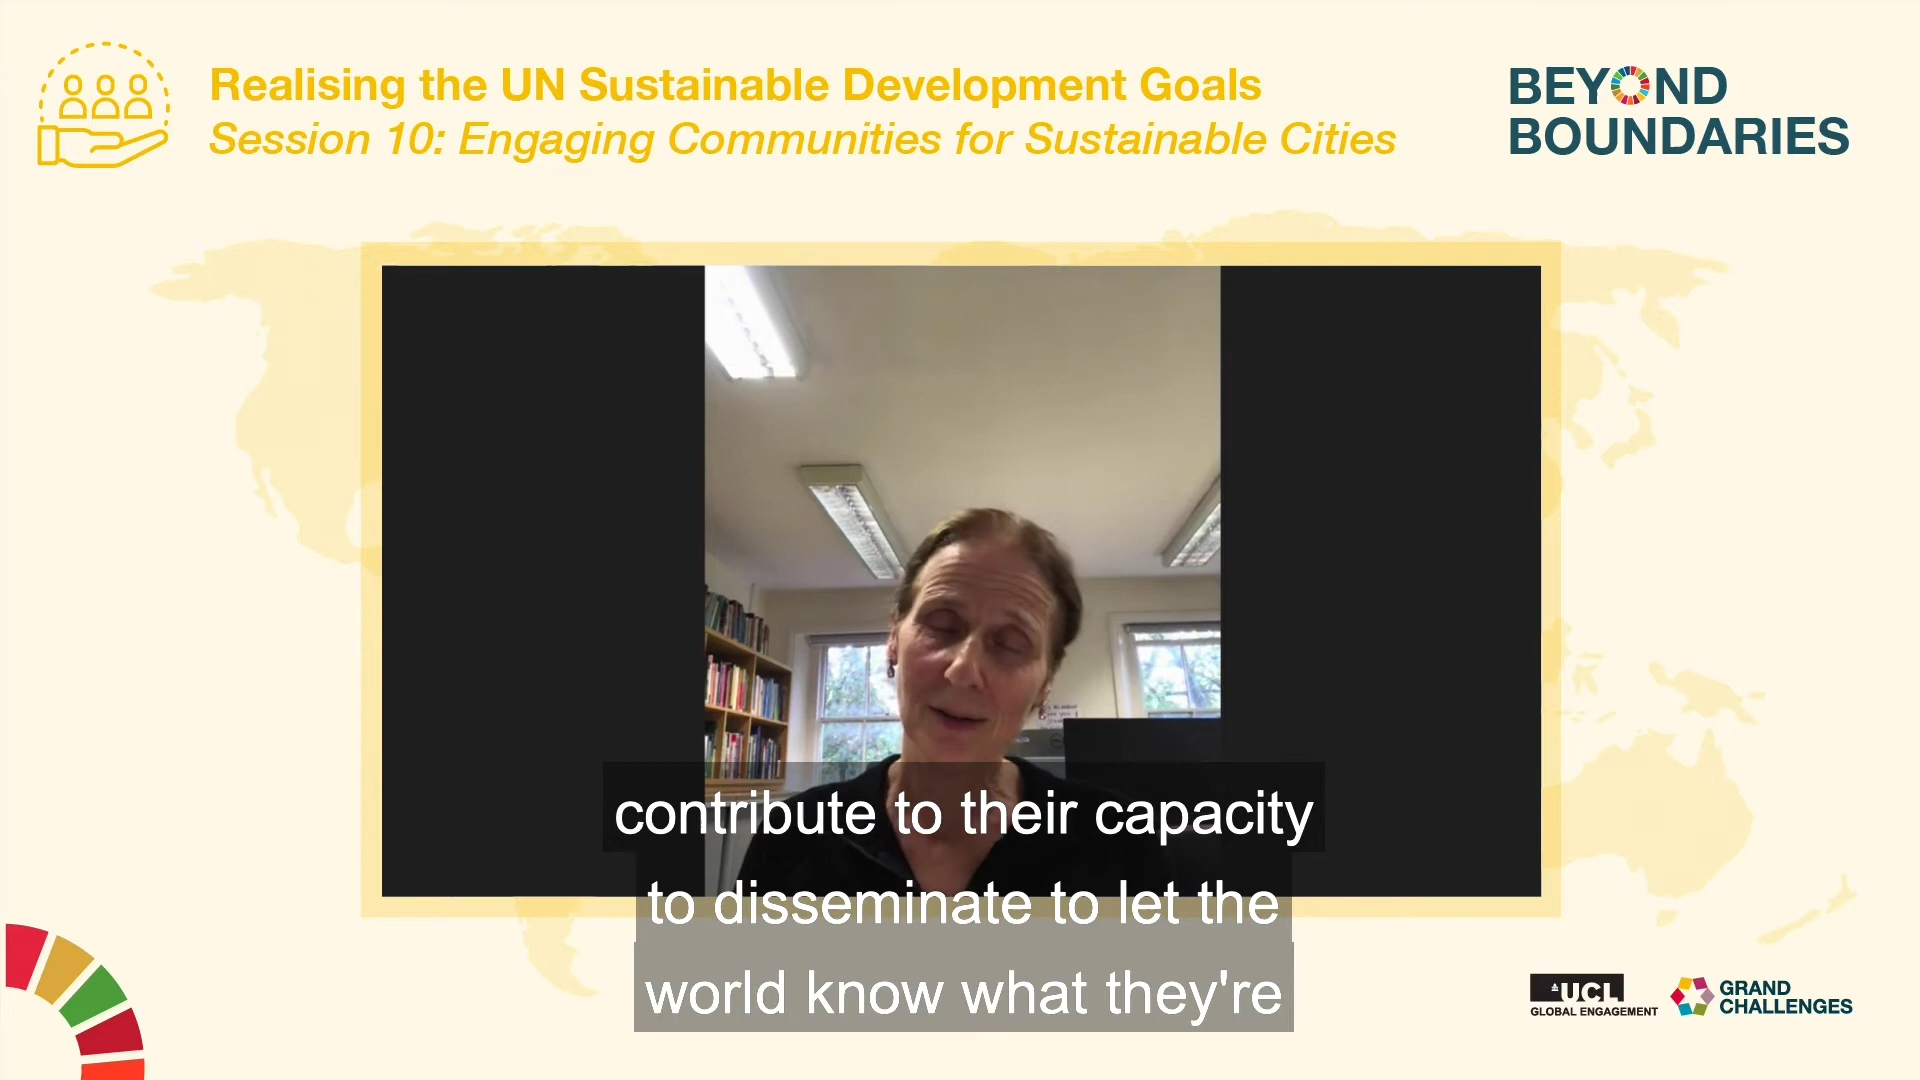 Realising the UN Sustainable Development Goals
Session 10: Engaging Communities for Sustainable Cities
BEYOND
BOUNDARIES
contribute to their capacity
to disseminate to let the
world know what they're
UCL
GLOBAL ENGAGEMENT
GRAND
CHALLENGES